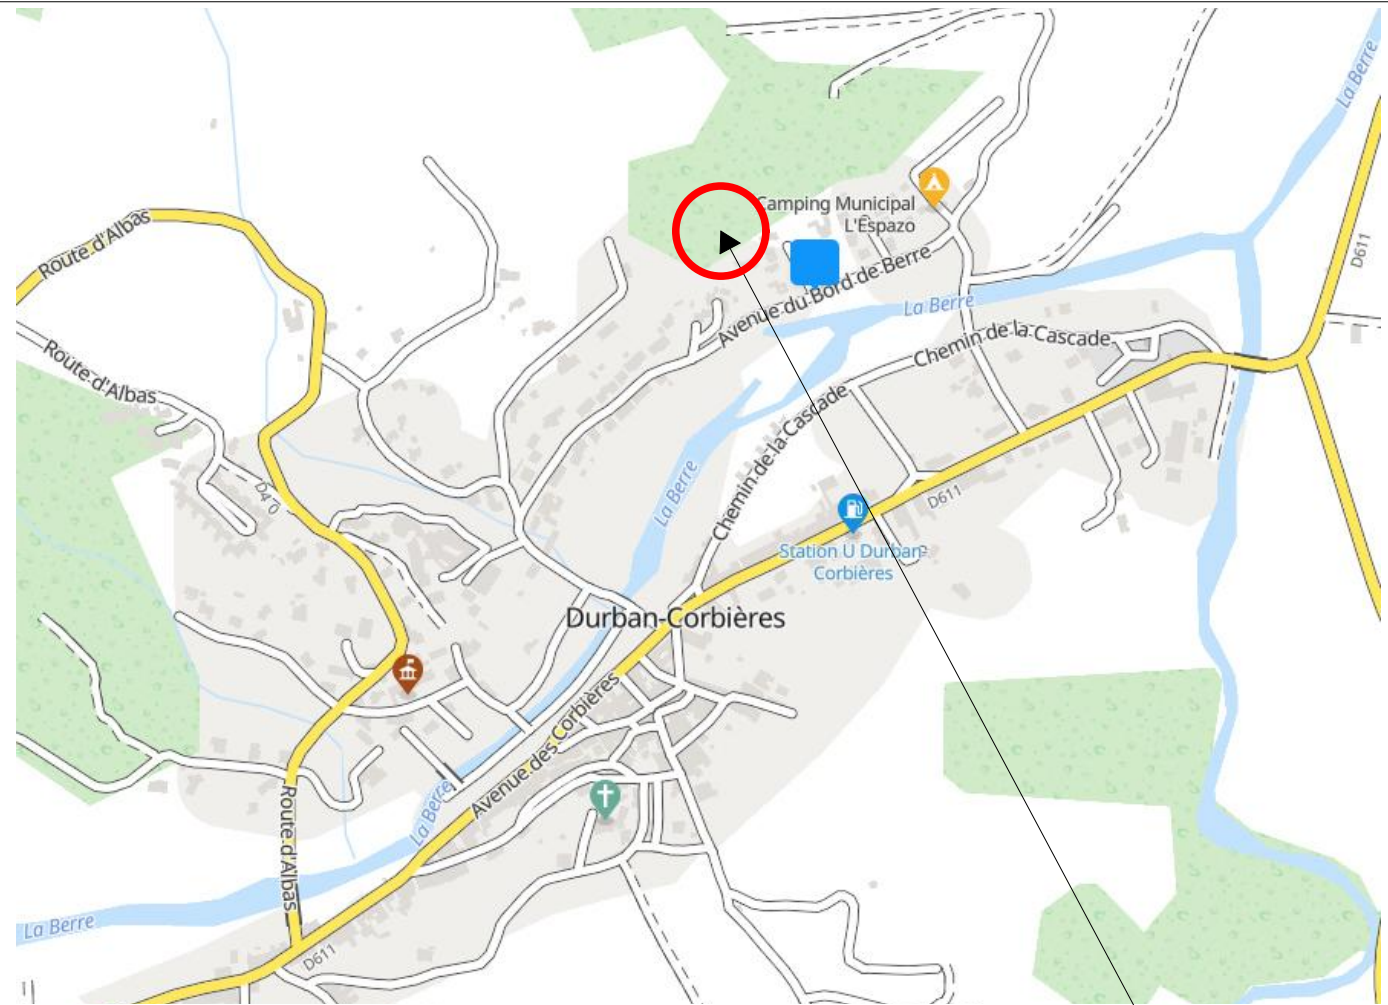 La Berre
Camping Municipal
L'Espazo
Route d'Albas
D611
Avenue du Bord de Berre
La Berre
Chemin de la Cascade
Route d'Albas
Chemin de la Cascade
La Berre
D410
D611
Station U Durban-
Corbières
Durban-Corbières
Avenue des Corbières
La Berre
Route d'Albas
La Berre
D611